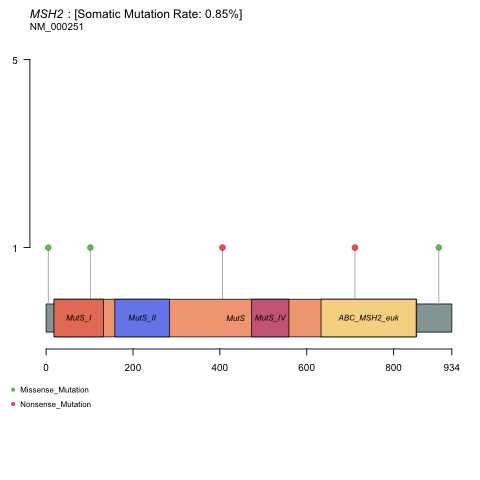 MSH2 : [Somatic Mutation Rate: 0.85%]
NM_000251
5
1
MutS_I
MutS_II
MutS
MutS_IV
ABC_MSH2_euk
0
200
400
600
800
934
Missense_Mutation
Nonsense_Mutation